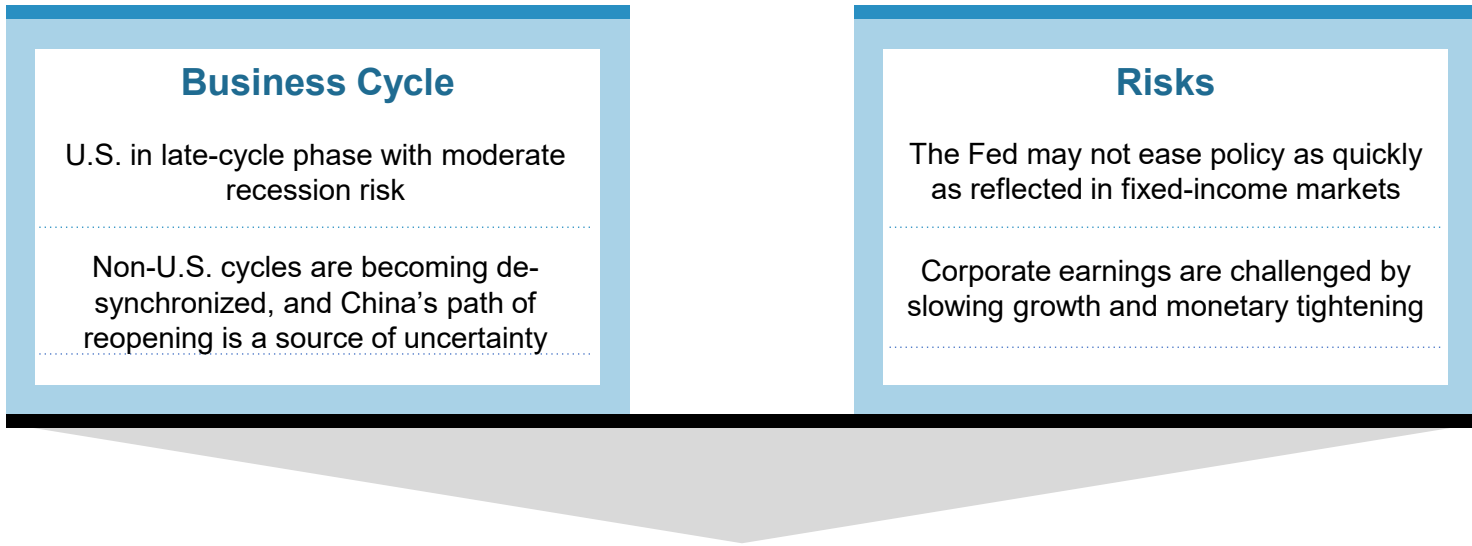 Business Cycle
U.S. in late-cycle phase with moderate
recession risk
Non-U.S. cycles are becoming de-
synchronized, and China’s path of
reopening is a source of uncertainty
Risks
The Fed may not ease policy as quickly
as reflected in fixed-income markets
Corporate earnings are challenged by
slowing growth and monetary tightening